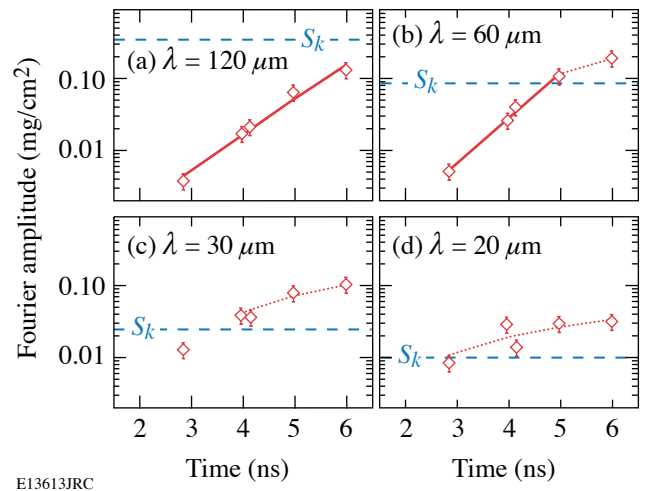 (a) λ = 120 μm
S_k
(b) λ = 60 μm
S_k
0.10
0.01
Fourier amplitude (mg/cm²)
(c) λ = 30 μm
S_k
(d) λ = 20 μm
S_k
0.10
0.01
2 3 4 5 6
2 3 4 5 6
Time (ns)
Time (ns)
E13613JRC